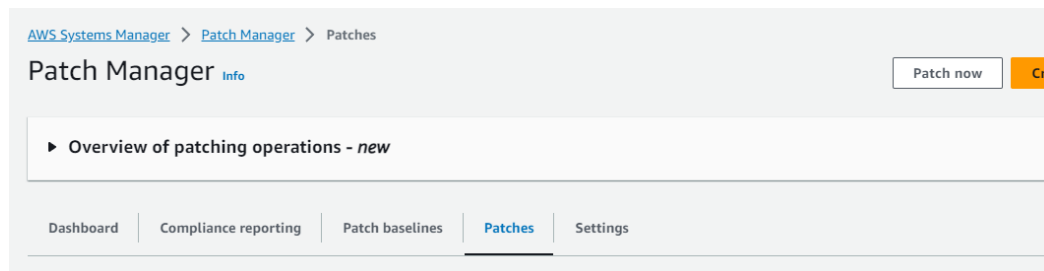 AWS Systems Manager > Patch Manager > Patches
Patch Manager Info
Patch now
Overview of patching operations - new
Dashboard Compliance reporting Patch baselines Patches Settings